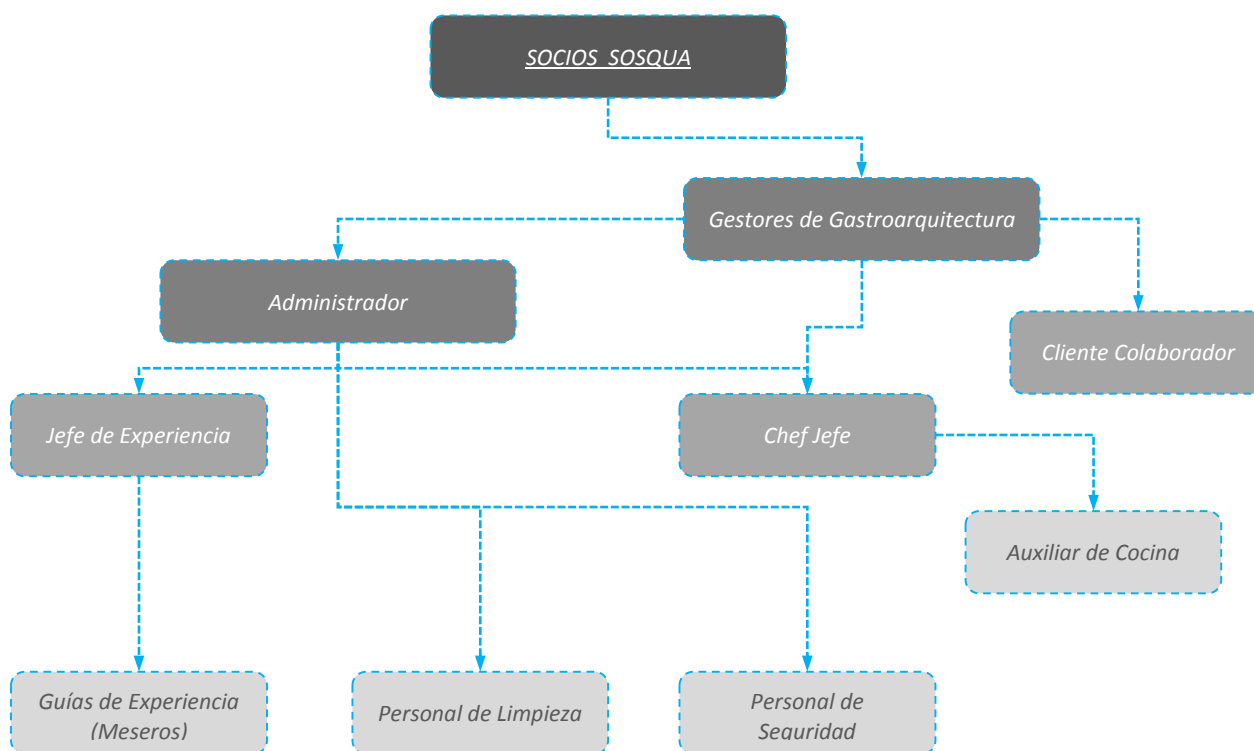 SOCIOS SOSQUA
Gestores de Gastroarquitectura
Administrador
Cliente Colaborador
Jefe de Experiencia
Chef Jefe
Auxiliar de Cocina
Guías de Experiencia
(Meseros)
Personal de Limpieza
Personal de
Seguridad